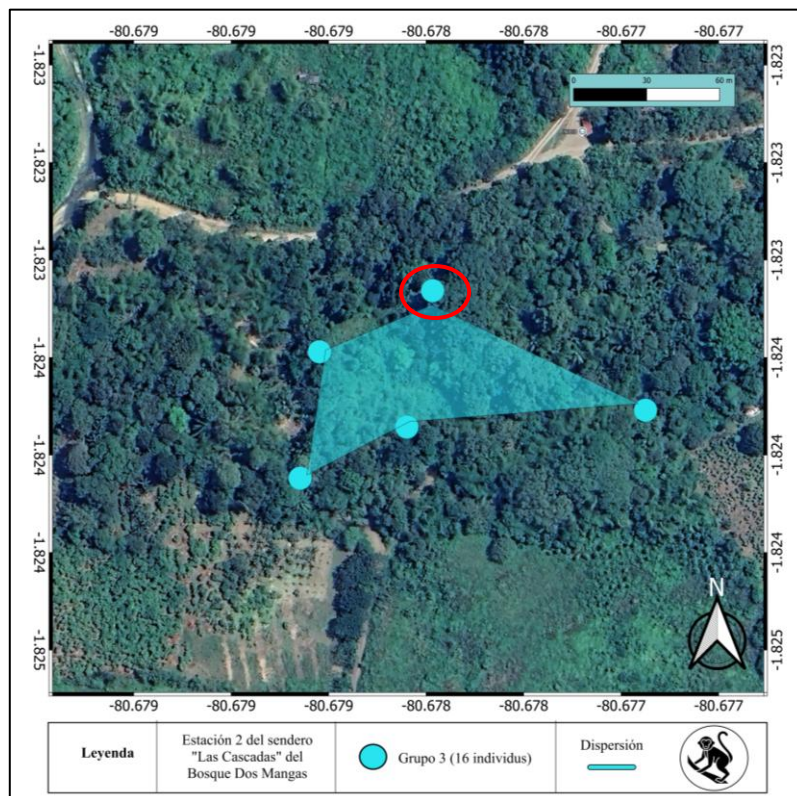 -80.679 -80.679 -80.678 -80.678 -80.677 -80.677 -80.677
-1.823
-1.823
-1.823
-1.824
-1.824
-1.824
-1.825
0 30 60 m
-1.823
-1.823
-1.823
-1.824
-1.824
-1.824
-1.825
N
-80.679 -80.679 -80.679 -80.678 -80.678 -80.677 -80.677
Leyenda
Estación 2 del sendero
"Las Cascadas" del
Bosque Dos Mangas
Grupo 3 (16 individus)
Dispersión